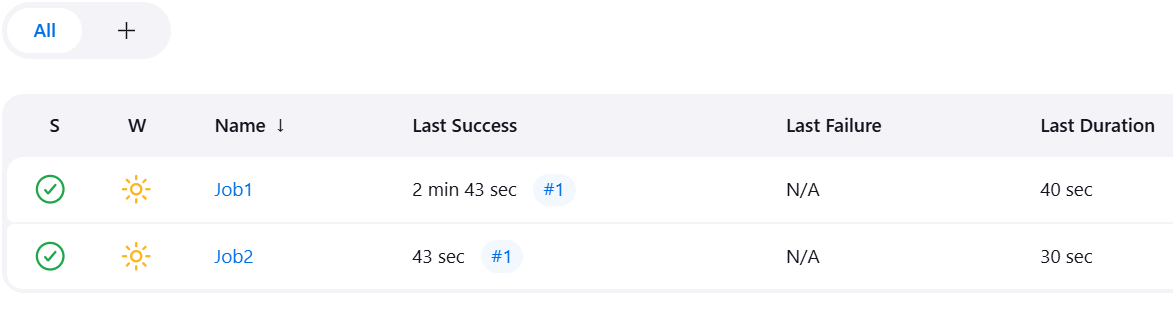 All +
S W Name ↓ Last Success Last Failure Last Duration
Job1 2 min 43 sec #1 N/A 40 sec
Job2 43 sec #1 N/A 30 sec